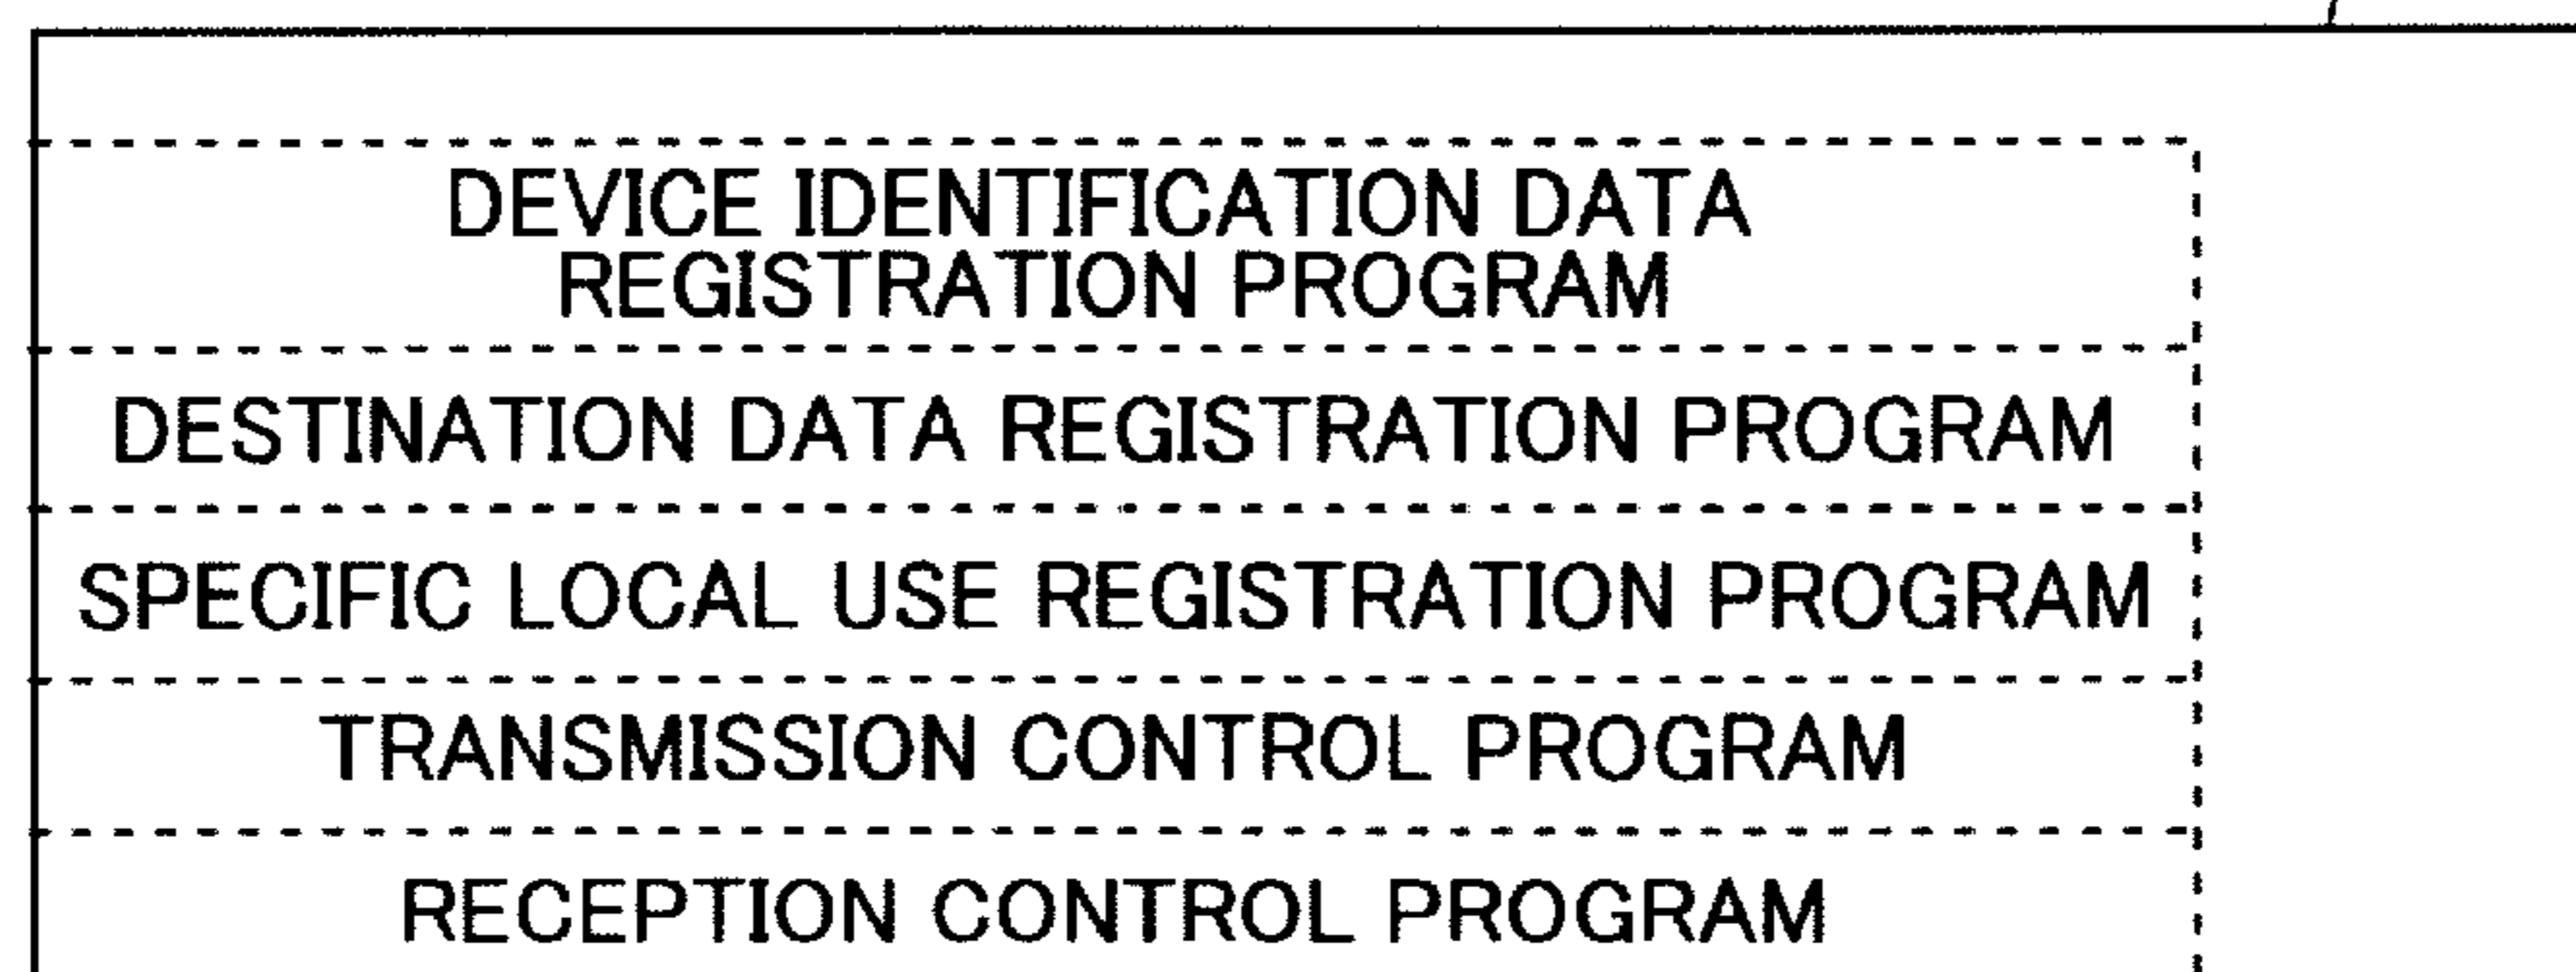 DEVICE IDENTIFICATION DATA
REGISTRATION PROGRAM
DESTINATION DATA REGISTRATION PROGRAM
SPECIFIC LOCAL USE REGISTRATION PROGRAM
TRANSMISSION CONTROL PROGRAM
RECEPTION CONTROL PROGRAM